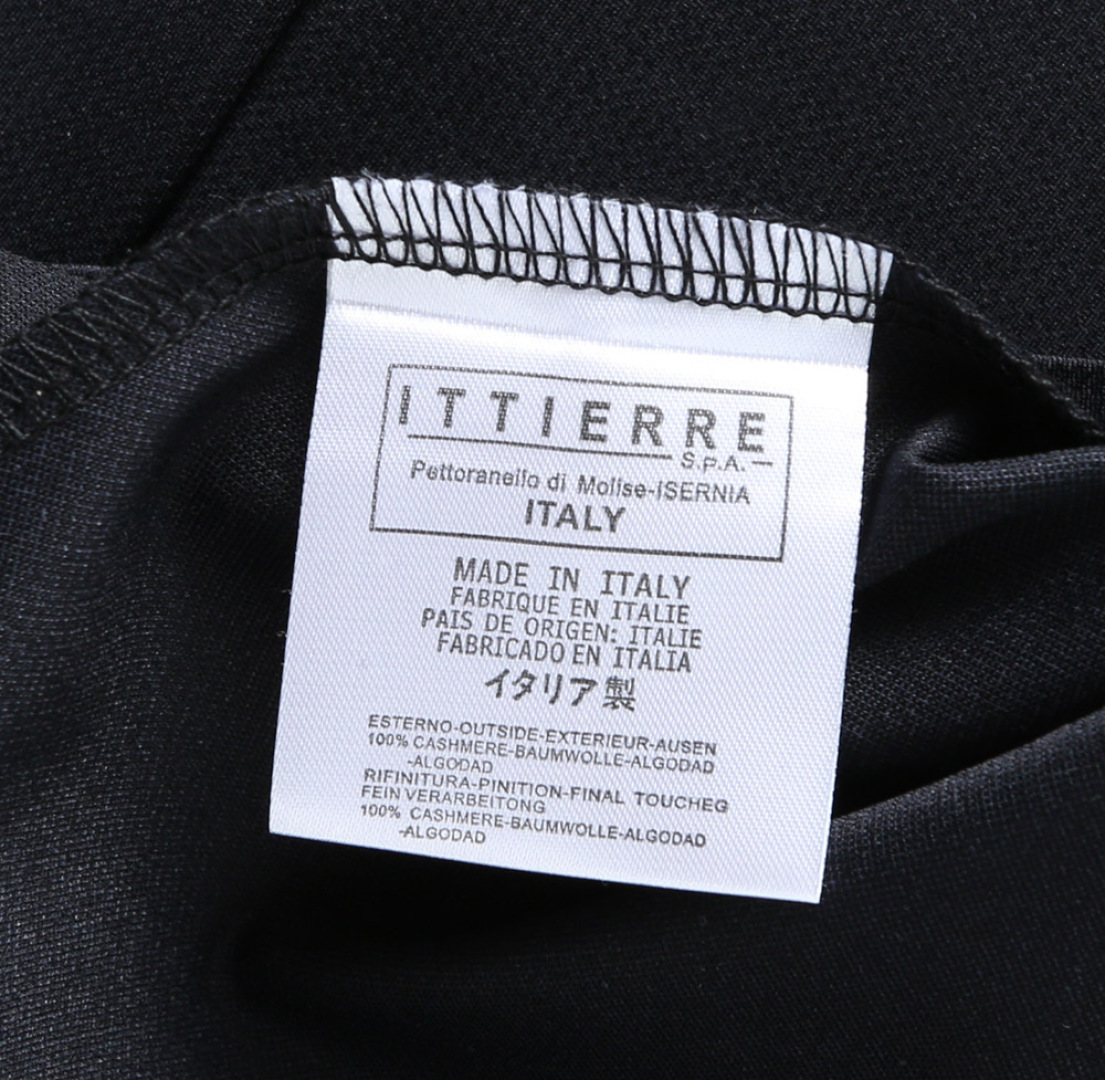 ITTIERRE
S.P.A.
Pettoranello di Molise-ISERNIA
ITALY
MADE IN ITALY
FABRIQUE EN ITALIE
PAIS DE ORIGEN: ITALIE
FABRICADO EN ITALIA
イタリア製
ESTERNO-OUTSIDE-EXTERIEUR-AUSEN
100% CASHMERE-BAUMWOLLE-ALGODAD
-ALGODAD
RIFINITURA-PINITION-FINAL TOUCHEG
FEIN VERARBEITONG
100% CASHMERE-BAUMWOLLE-ALGODAD
-ALGODAD